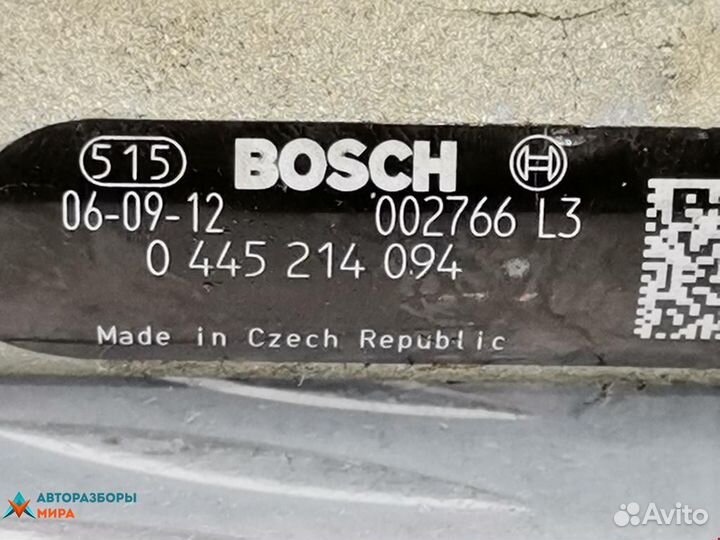 515 BOSCH
06-09-12 002766 L3
0 445 214 094
Made in Czech Republic
АВТОРАЗБОРЫ
МИРА
Avito